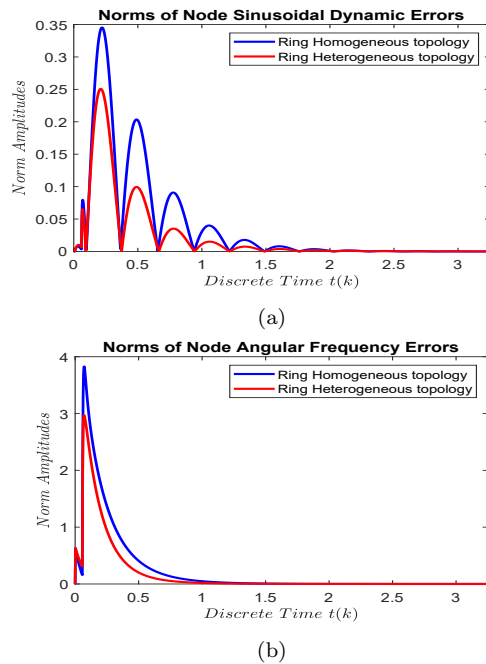 Norms of Node Sinusoidal Dynamic Errors
Ring Homogeneous topology
Ring Heterogeneous topology
Norm Amplitudes
0.35
0.3
0.25
0.2
0.15
0.1
0.05
0
0 0.5 1 1.5 2 2.5 3
Discrete Time t(k)
(a)
Norms of Node Angular Frequency Errors
Ring Homogeneous topology
Ring Heterogeneous topology
Norm Amplitudes
4
3
2
1
0
0 0.5 1 1.5 2 2.5 3
Discrete Time t(k)
(b)